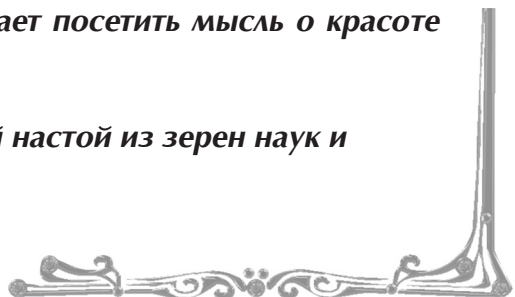 ает посетить мысль о красоте
й настой из зерен наук и